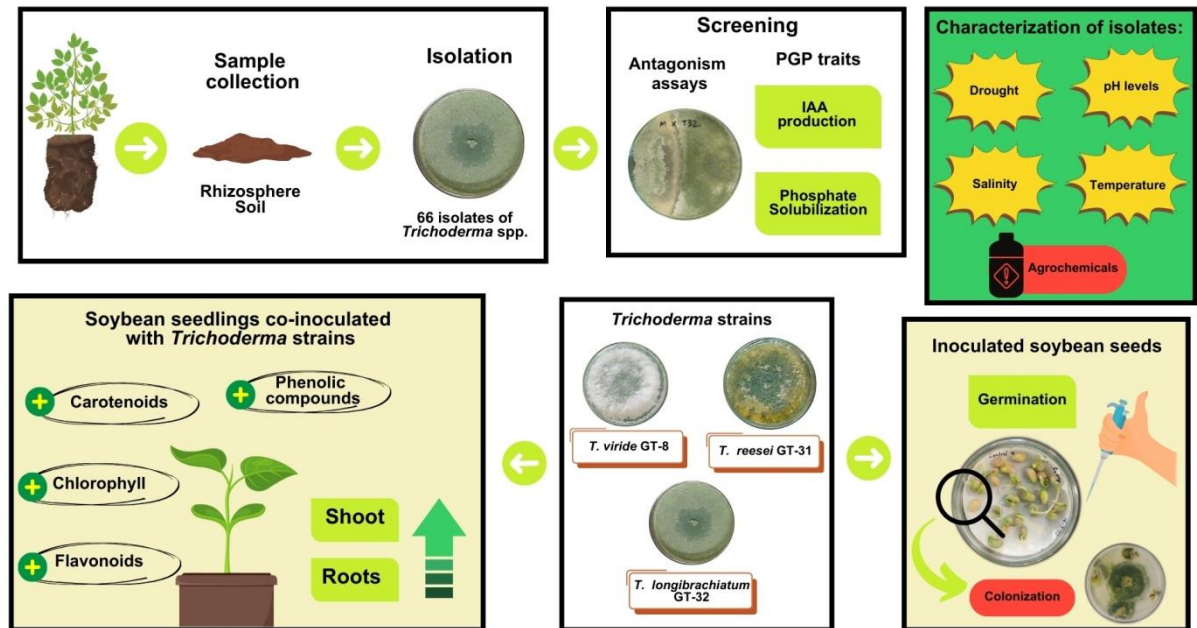 Sample
collection
Rhizosphere
Soil
Isolation
66 isolates of
Trichoderma spp.
Screening
Antagonism
assays
M X T32
PGP traits
IAA
production
Phosphate
Solubilization
Characterization of isolates:
Drought
pH levels
Salinity
Temperature
Agrochemicals
Soybean seedlings co-inoculated
with Trichoderma strains
Carotenoids
Phenolic
compounds
Chlorophyll
Flavonoids
Shoot
Roots
Trichoderma strains
T. viride GT-8
T. reesei GT-31
T. longibrachiatum
GT-32
Inoculated soybean seeds
Germination
Control
Colonization